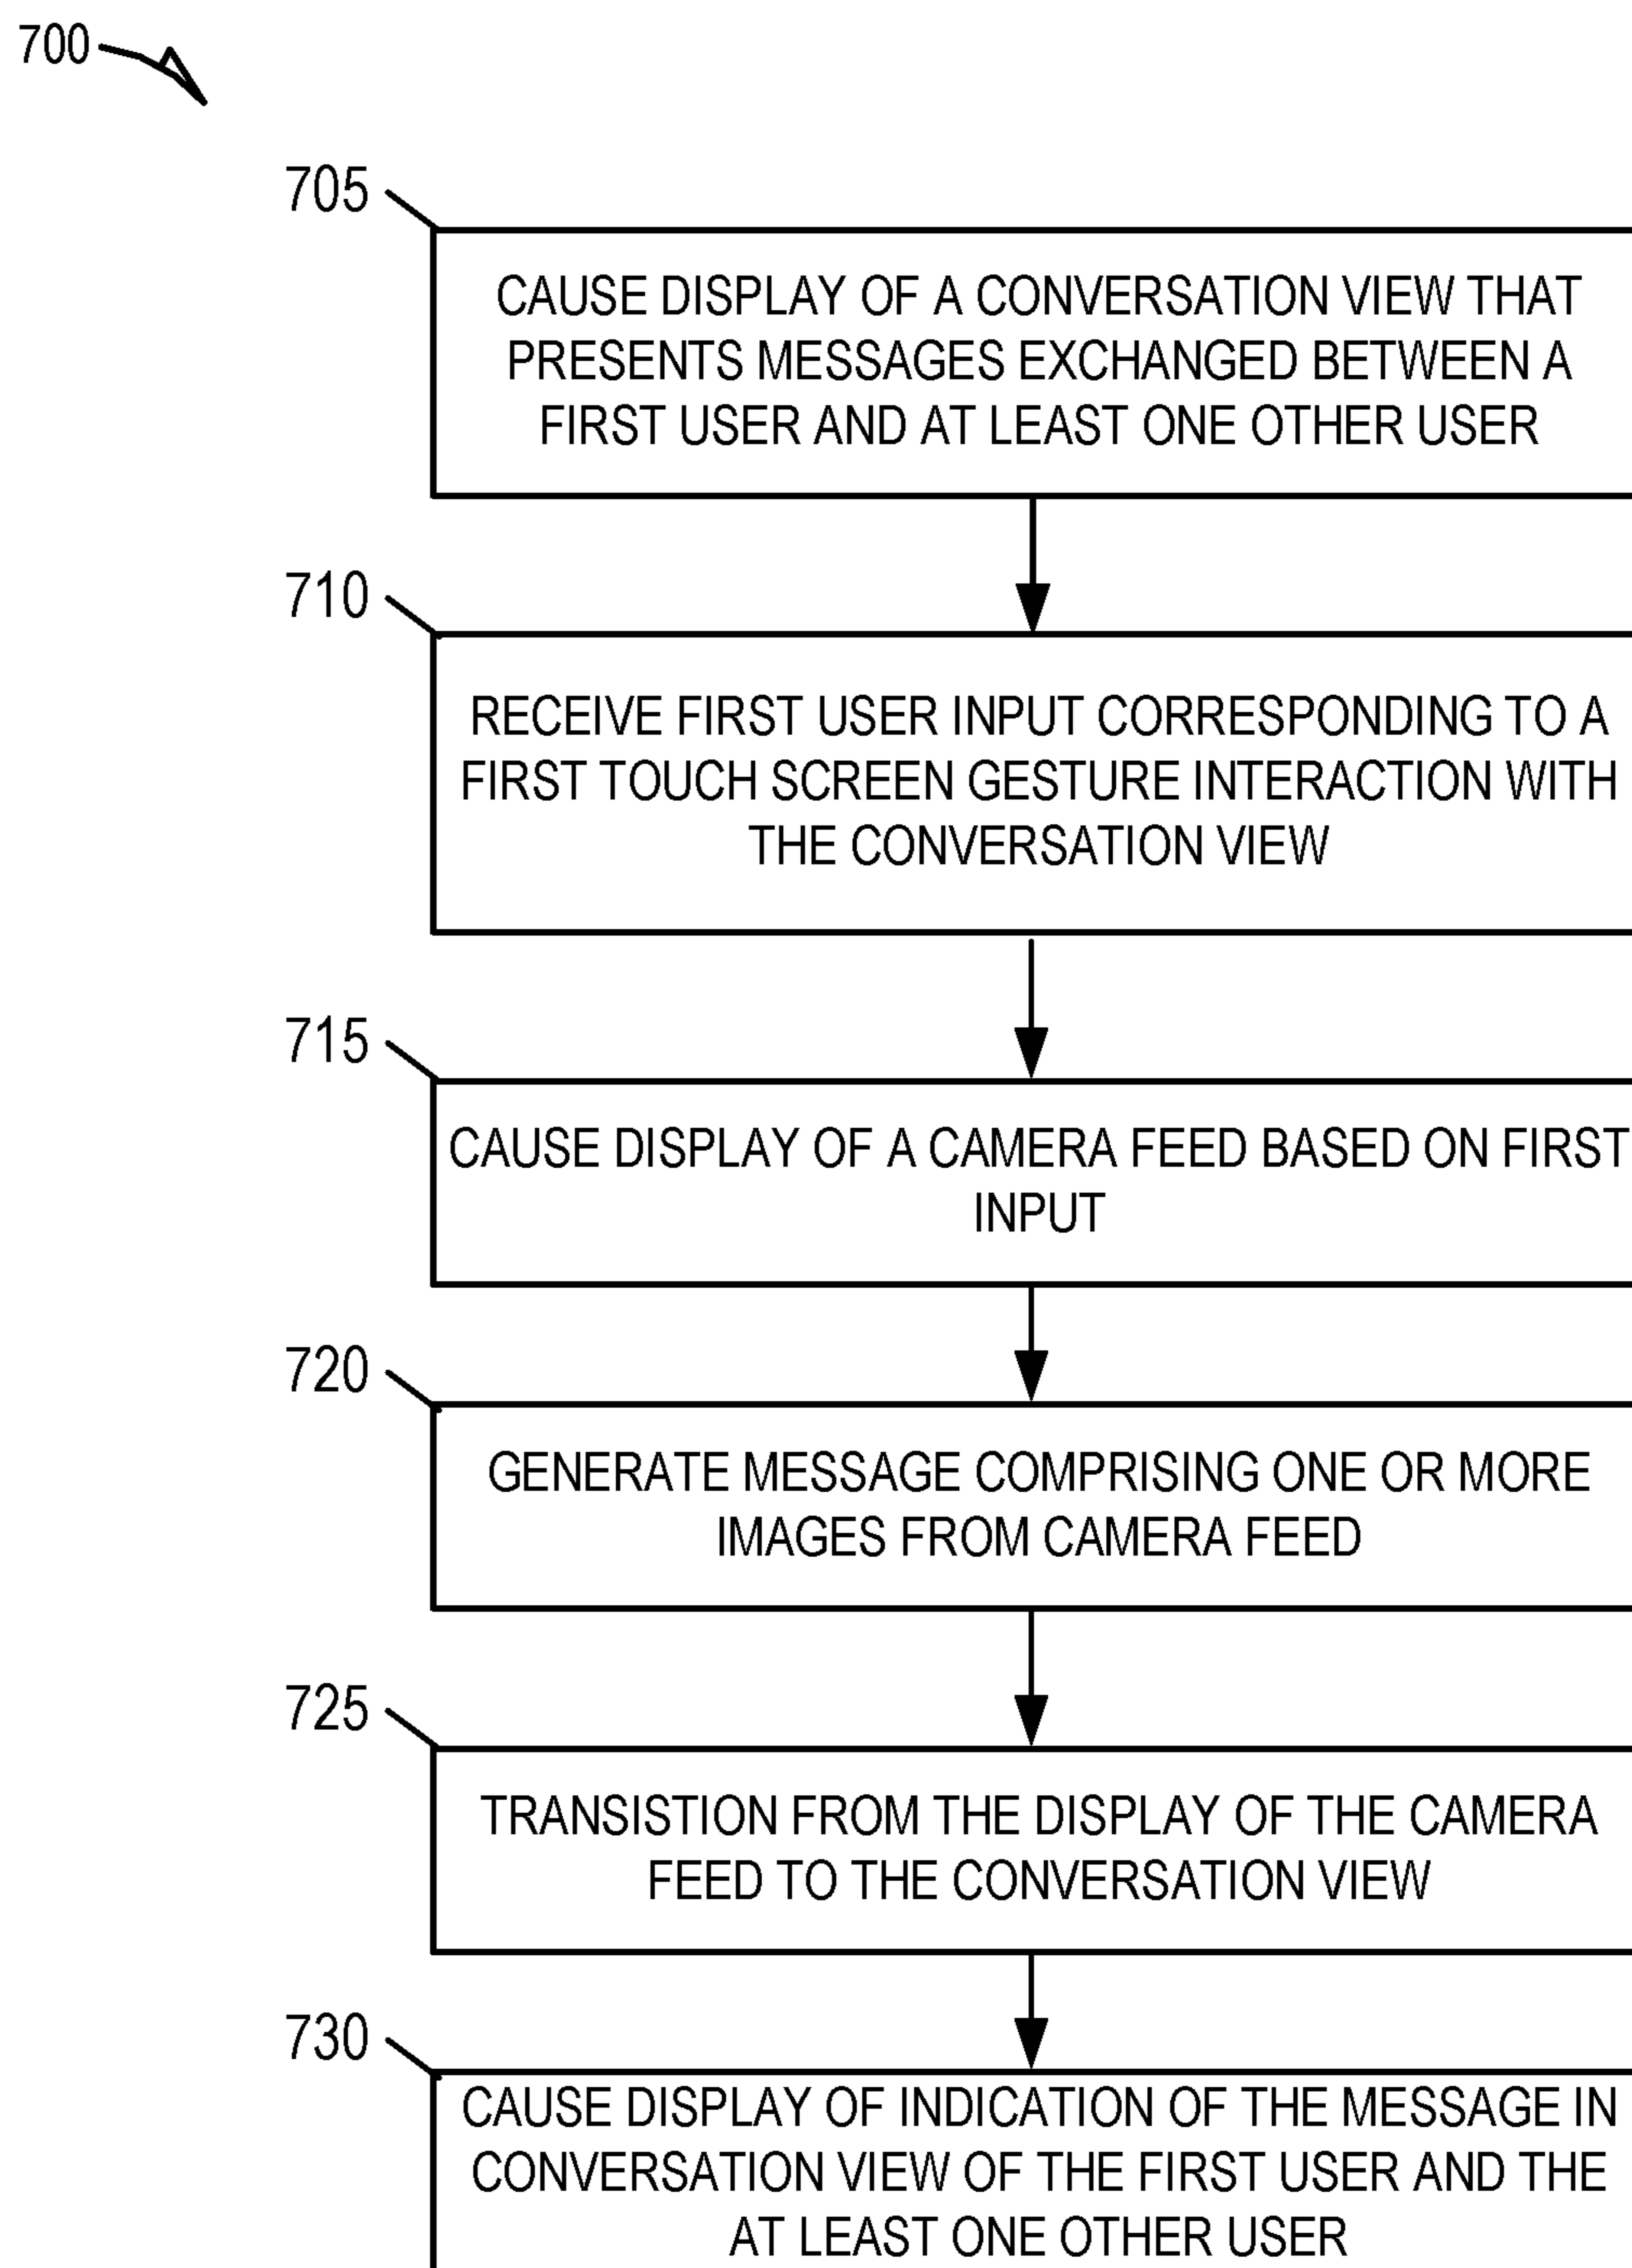 700
705
CAUSE DISPLAY OF A CONVERSATION VIEW THAT
PRESENTS MESSAGES EXCHANGED BETWEEN A
FIRST USER AND AT LEAST ONE OTHER USER
710
RECEIVE FIRST USER INPUT CORRESPONDING TO A
FIRST TOUCH SCREEN GESTURE INTERACTION WITH
THE CONVERSATION VIEW
715
CAUSE DISPLAY OF A CAMERA FEED BASED ON FIRST
INPUT
720
GENERATE MESSAGE COMPRISING ONE OR MORE
IMAGES FROM CAMERA FEED
725
TRANSISTION FROM THE DISPLAY OF THE CAMERA
FEED TO THE CONVERSATION VIEW
730
CAUSE DISPLAY OF INDICATION OF THE MESSAGE IN
CONVERSATION VIEW OF THE FIRST USER AND THE
AT LEAST ONE OTHER USER